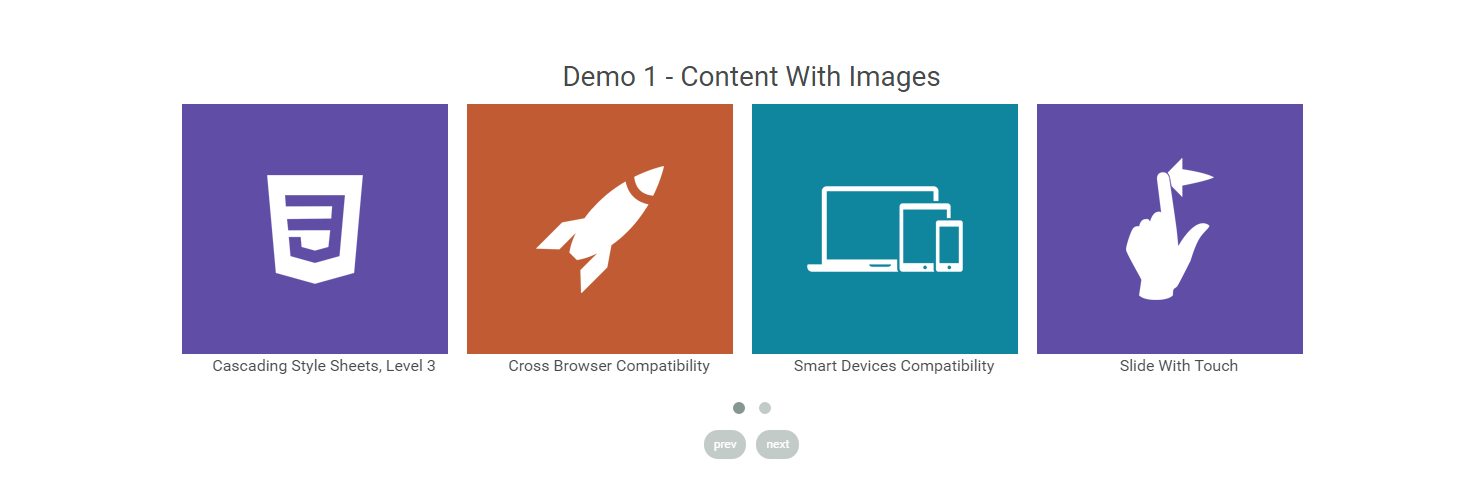 Demo 1 - Content With Images
Cascading Style Sheets, Level 3
Cross Browser Compatibility
Smart Devices Compatibility
Slide With Touch
prev
next